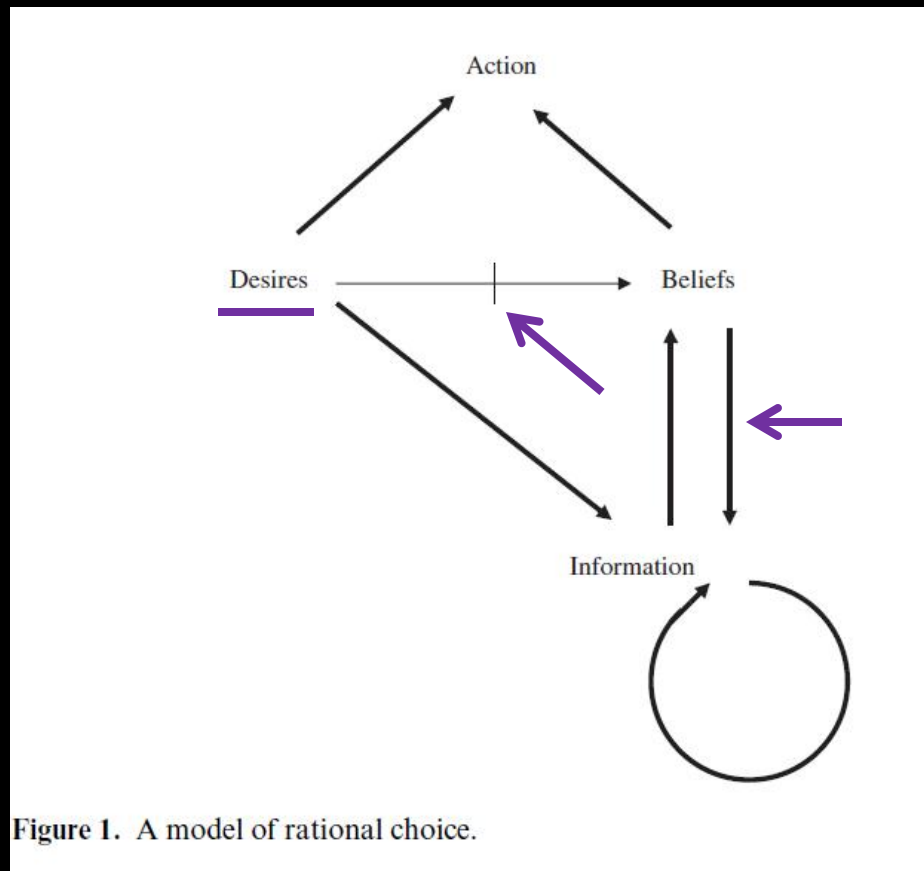 Action
Desires
Beliefs
Information
Figure 1. A model of rational choice.